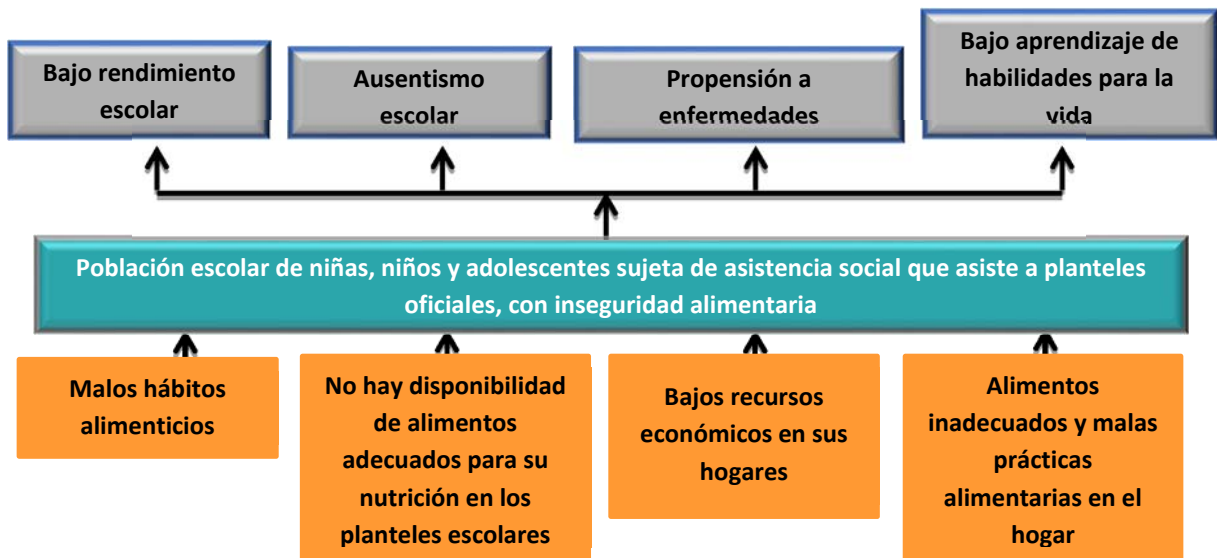 Bajo rendimiento
escolar
Ausentismo
escolar
Propensión a
enfermedades
Bajo aprendizaje de
habilidades para la
vida
Población escolar de niñas, niños y adolescentes sujeta de asistencia social que asiste a planteles
oficiales, con inseguridad alimentaria
Malos hábitos
alimenticios
No hay disponibilidad
de alimentos
adecuados para su
nutrición en los
planteles escolares
Bajos recursos
económicos en sus
hogares
Alimentos
inadecuados y malas
prácticas
alimentarias en el
hogar